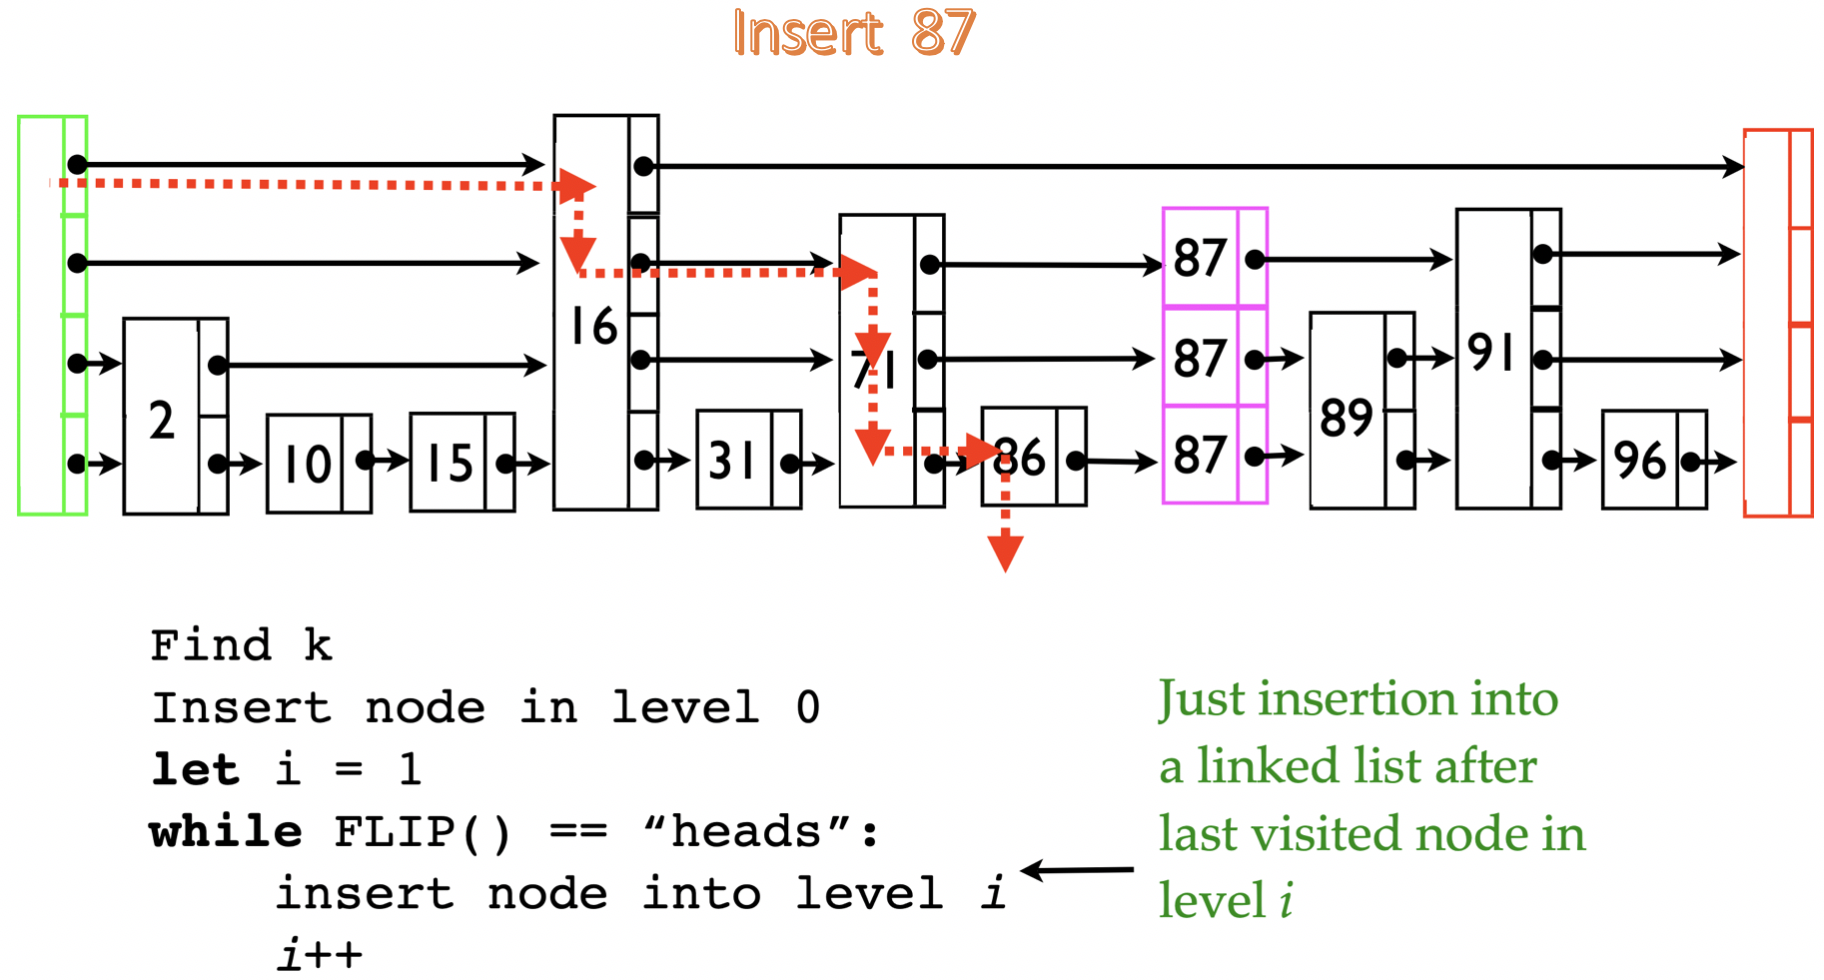 Insert 87
87
16
87
71
91
2
89
10
15
31
86
87
96
Find k
Insert node in level 0
let i = 1
while FLIP() == “heads”:
insert node into level i
i++
Just insertion into
a linked list after
last visited node in
level i